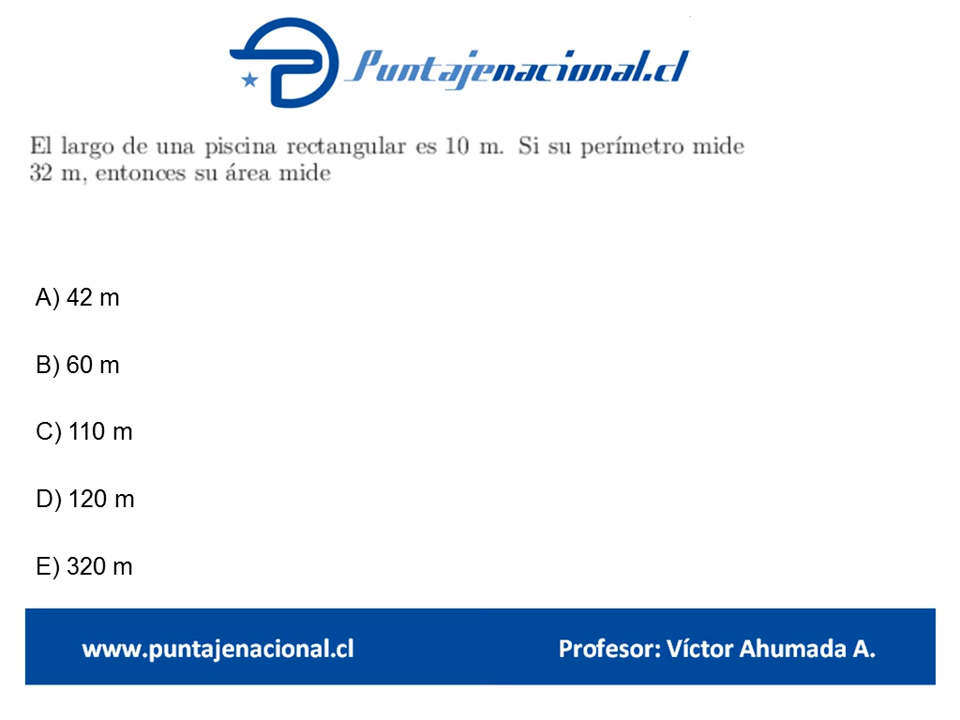 Puntajenacional.cl
El largo de una piscina rectangular es 10 m. Si su perímetro mide
32 m, entonces su área mide
A) 42 m
B) 60 m
C) 110 m
D) 120 m
E) 320 m
www.puntajenacional.cl Profesor: Víctor Ahumada A.